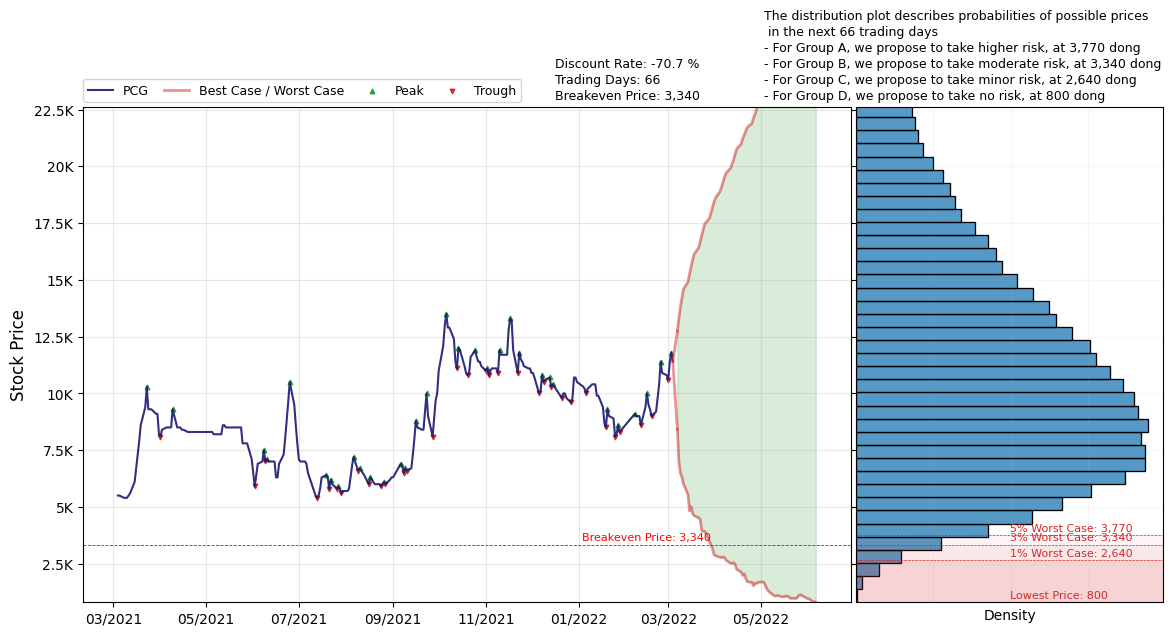 The distribution plot describes probabilities of possible prices
in the next 66 trading days
- For Group A, we propose to take higher risk, at 3,770 dong
- For Group B, we propose to take moderate risk, at 3,340 dong
- For Group C, we propose to take minor risk, at 2,640 dong
- For Group D, we propose to take no risk, at 800 dong
Discount Rate: -70.7 %
Trading Days: 66
Breakeven Price: 3,340
PCG
Best Case / Worst Case
Peak
Trough
Stock Price
22.5K
20K
17.5K
15K
12.5K
10K
7.5K
5K
2.5K
Breakeven Price: 3,340
03/2021
05/2021
07/2021
09/2021
11/2021
01/2022
03/2022
05/2022
5% Worst Case: 3,770
3% Worst Case: 3,340
1% Worst Case: 2,640
Lowest Price: 800
Density